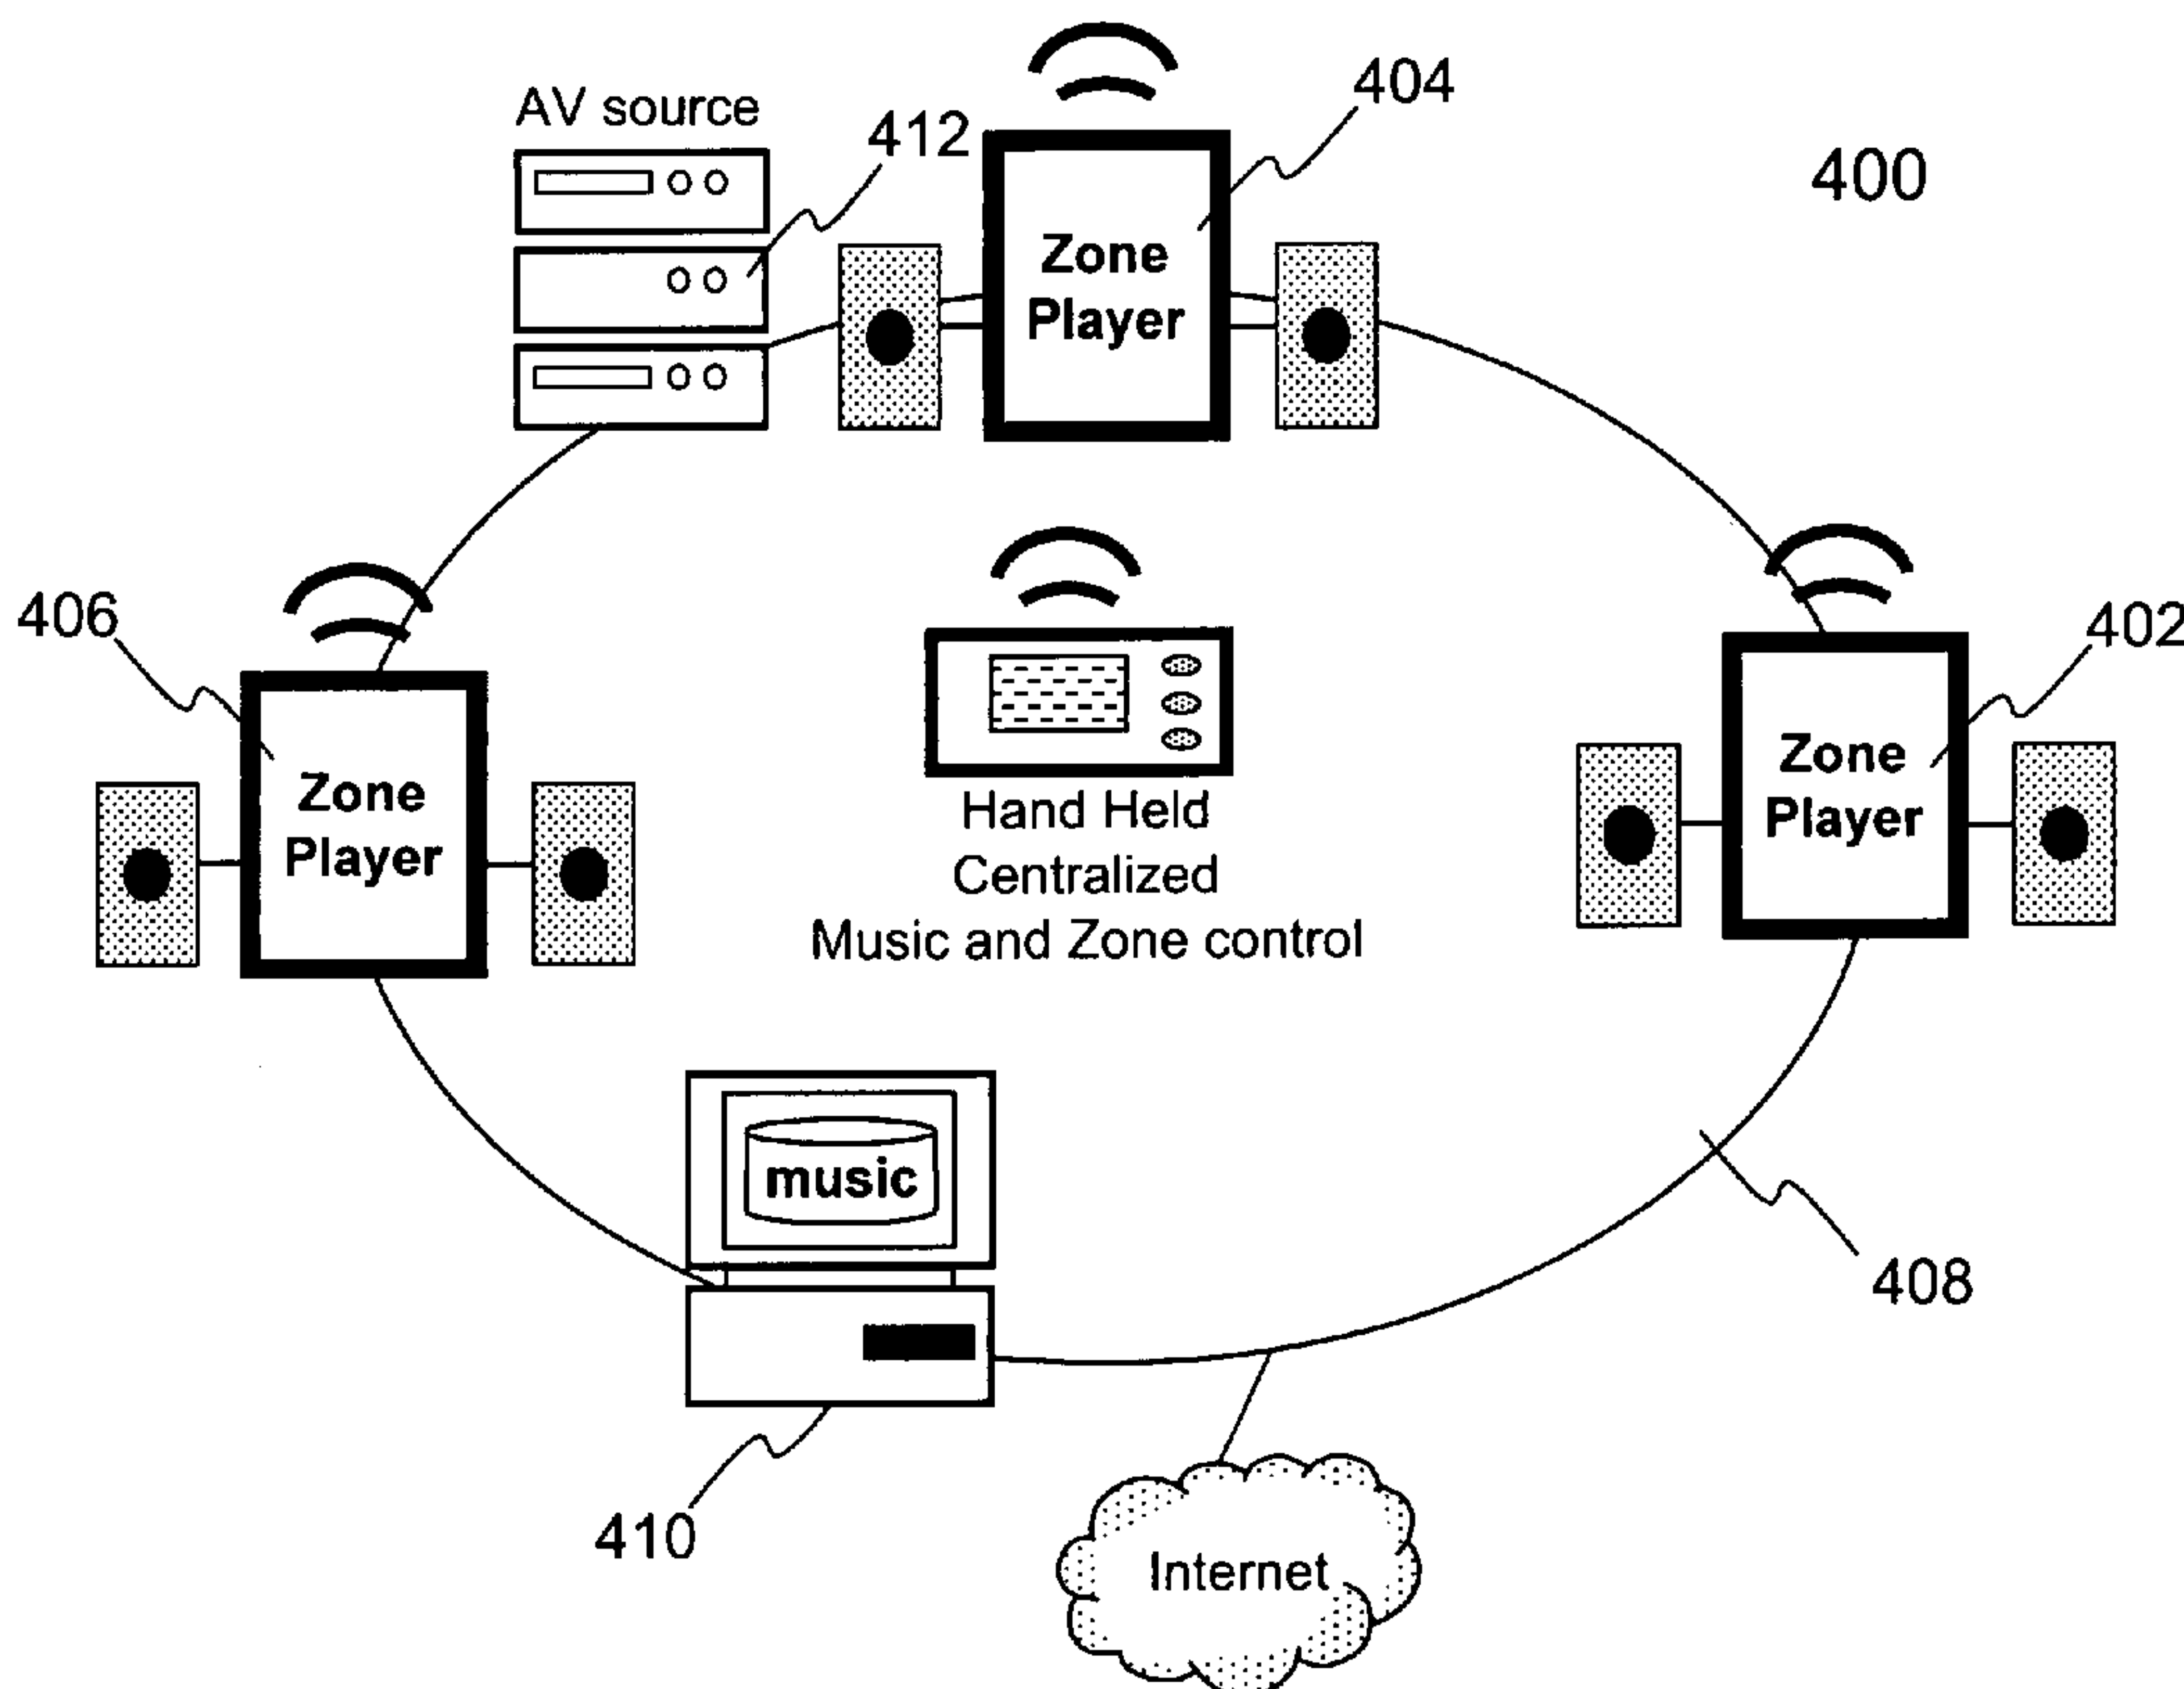 404
AV source
412
400
Zone
Player
406
402
Zone
Player
Zone
Player
Hand Held
Centralized
Music and Zone control
music
408
410
Internet